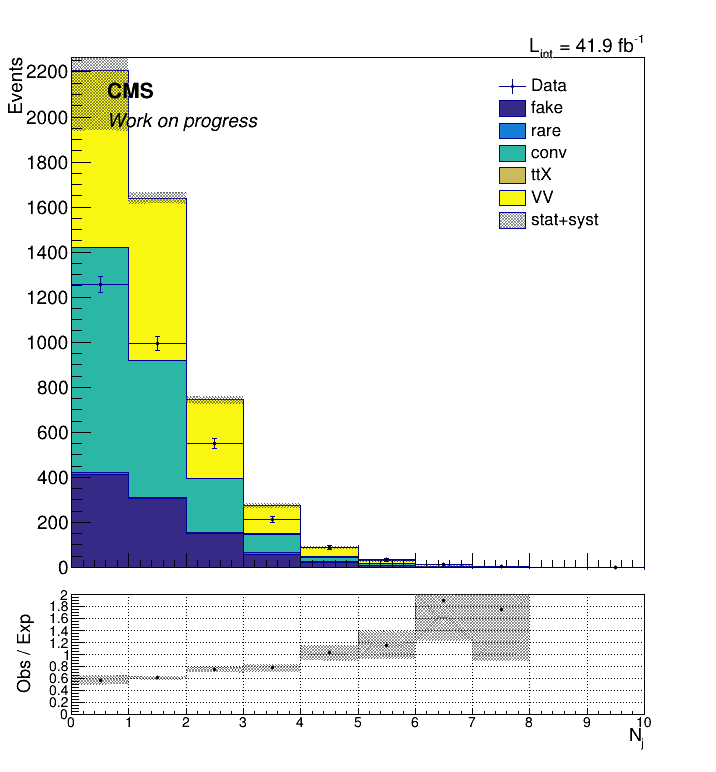 L_int = 41.9 fb^-1
Events
2200
2000
1800
1600
1400
1200
1000
800
600
400
200
0
CMS
Work on progress
Data
fake
rare
conv
ttX
VV
stat+syst
Obs / Exp
2
1.8
1.6
1.4
1.2
1
0.8
0.6
0.4
0.2
0
0 1 2 3 4 5 6 7 8 9 10
N_j